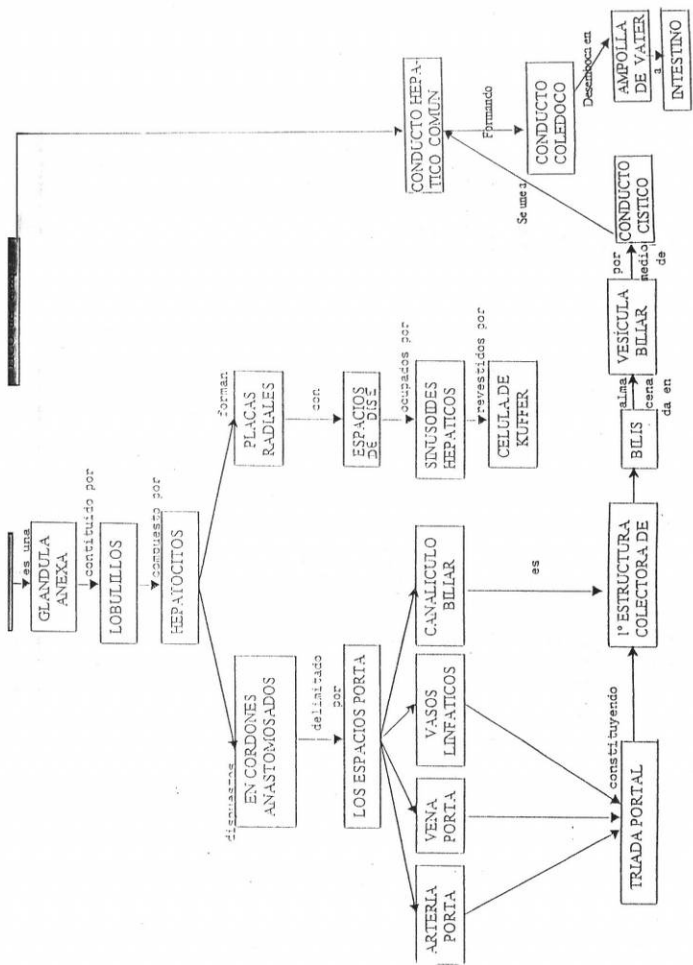 es una
GLANDULA
ANEXA
contituido por
LOBULILLOS
compuesto por
HEPATOCITOS
dispuestos
forman
EN CORDONES
ANASTOMOSADOS
PLACAS
RADIALES
delimitado
por
con
LOS ESPACIOS PORTA
ESPACIOS
DE DISE
ocupados por
ARTERIA
PORTA
VENA
PORTA
VASOS
LINFATICOS
CANALICULO
BILIAR
SINUSOIDES
HEPATICOS
revestidos por
CELULA DE
KUFFER
CONDUCTO HEPA-
TICO COMUN
Formando
CONDUCTO
COLEDOCO
Desemboca en
AMPOLLA
DE VATER
a
INTESTINO
Se une a
constituyendo
es
TRIADA PORTAL
1º ESTRUCTURA
COLECTORA DE
BILIS
alma
cena
da en
VESÍCULA
BILIAR
por
medio
de
CONDUCTO
CISTICO